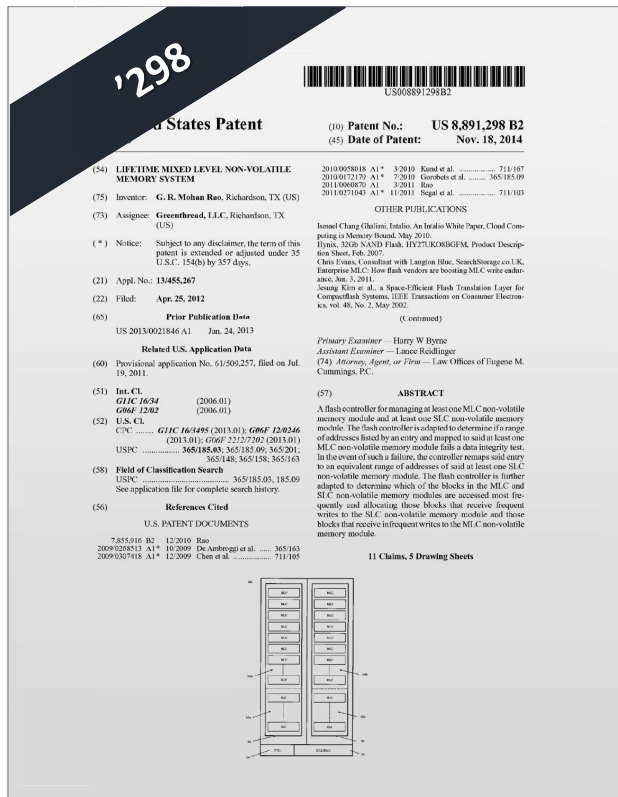 '298
US008891298B2
States Patent
(10) Patent No.: US 8,891,298 B2
(45) Date of Patent: Nov. 18, 2014
(54) LIFETIME MIXED LEVEL NON-VOLATILE
MEMORY SYSTEM
(75) Inventor: G. R. Mohan Rao, Richardson, TX (US)
(73) Assignee: Greenthread, LLC, Richardson, TX
(US)
( * ) Notice: Subject to any disclaimer, the term of this
patent is extended or adjusted under 35
U.S.C. 154(b) by 357 days.
(21) Appl. No.: 13/455,267
(22) Filed: Apr. 25, 2012
(65) Prior Publication Data
US 2013/0021846 A1 Jan. 24, 2013
Related U.S. Application Data
(60) Provisional application No. 61/509,257, filed on Jul.
19, 2011.
(51) Int. Cl.
G11C 16/34 (2006.01)
G06F 12/02 (2006.01)
(52) U.S. Cl.
CPC ........ G11C 16/3495 (2013.01); G06F 12/0246
(2013.01); G06F 2212/7202 (2013.01)
USPC .................. 365/185.03; 365/185.09; 365/201;
365/148; 365/158; 365/163
(58) Field of Classification Search
USPC .................................. 365/185.03, 185.09
See application file for complete search history.
(56) References Cited
U.S. PATENT DOCUMENTS
7,855,916 B2 12/2010 Rao
2009/0268513 A1* 10/2009 De Ambroggi et al. ...... 365/163
2009/0307418 A1* 12/2009 Chen et al. .................. 711/105
2010/0058018 A1* 3/2010 Kund et al. .................. 711/167
2010/0172179 A1* 7/2010 Gorobets et al. ......... 365/185.09
2011/0060870 A1 3/2011 Rao
2011/0271043 A1* 11/2011 Segal et al. .................. 711/103
OTHER PUBLICATIONS
Ismael Chang Ghalimi, Intalio, An Intalio White Paper, Cloud Com-
puting is Memory Bound, May 2010.
Hynix, 32Gb NAND Flash, HY27UK08BGFM, Product Descrip-
tion Sheet, Feb. 2007.
Chris Evans, Consultant with Langton Blue, SearchStorage.co.UK,
Enterprise MLC: How flash vendors are boosting MLC write endur-
ance, Jun. 3, 2011.
Jesung Kim et al., a Space-Efficient Flash Translation Layer for
Compactflash Systems, IEEE Transactions on Consumer Electron-
ics, vol. 48, No. 2, May 2002.
(Continued)
Primary Examiner — Harry W Byrne
Assistant Examiner — Lance Reidlinger
(74) Attorney, Agent, or Firm — Law Offices of Eugene M.
Cummings, P.C.
(57) ABSTRACT
A flash controller for managing at least one MLC non-volatile
memory module and at least one SLC non-volatile memory
module. The flash controller is adapted to determine if a range
of addresses listed by an entry and mapped to said at least one
MLC non-volatile memory module fails a data integrity test.
In the event of such a failure, the controller remaps said entry
to an equivalent range of addresses of said at least one SLC
non-volatile memory module. The flash controller is further
adapted to determine which of the blocks in the MLC and
SLC non-volatile memory modules are accessed most fre-
quently and allocating those blocks that receive frequent
writes to the SLC non-volatile memory module and those
blocks that receive infrequent writes to the MLC non-volatile
memory module.
11 Claims, 5 Drawing Sheets